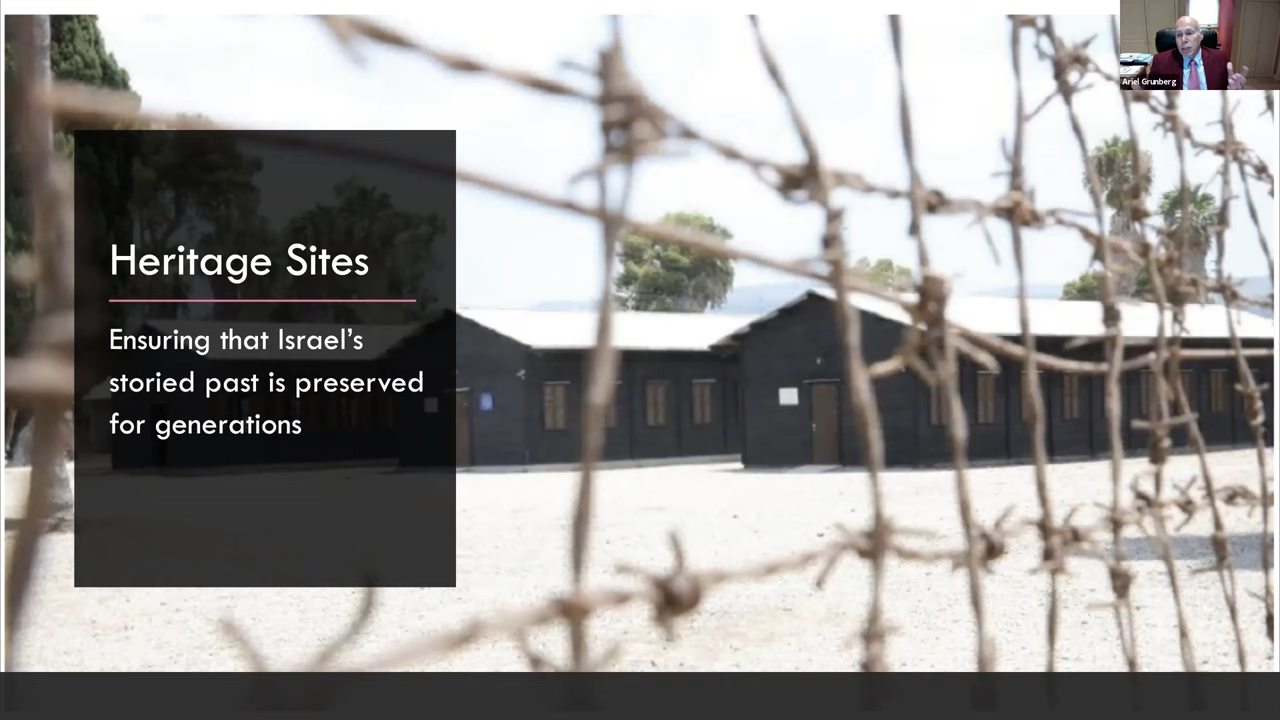 Ariel Grunberg
Heritage Sites
Ensuring that Israel’s
storied past is preserved
for generations